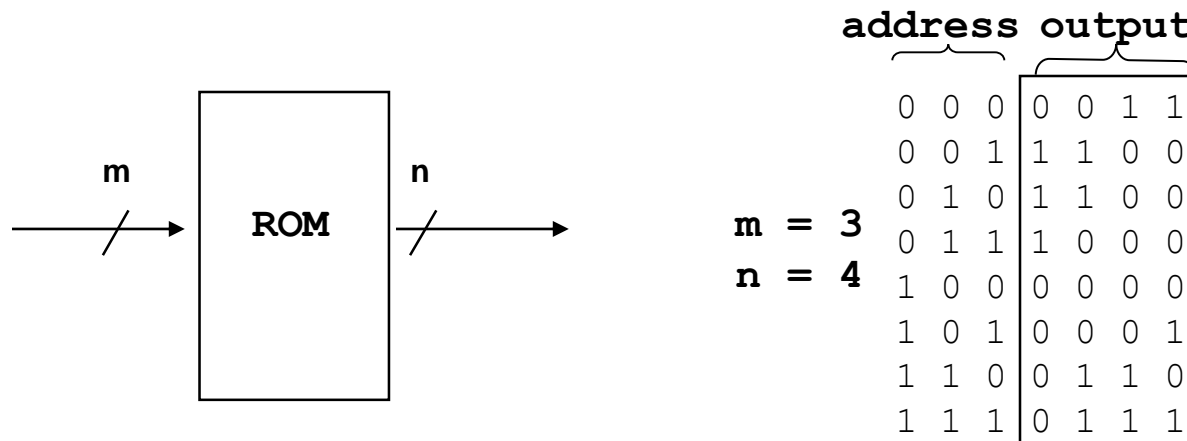 address output
m
n
ROM
m = 3
n = 4
0 0 0 0 0 1 1
0 0 1 1 1 0 0
0 1 0 1 1 0 0
0 1 1 1 0 0 0
1 0 0 0 0 0 0
1 0 1 0 0 0 1
1 1 0 0 1 1 0
1 1 1 0 1 1 1